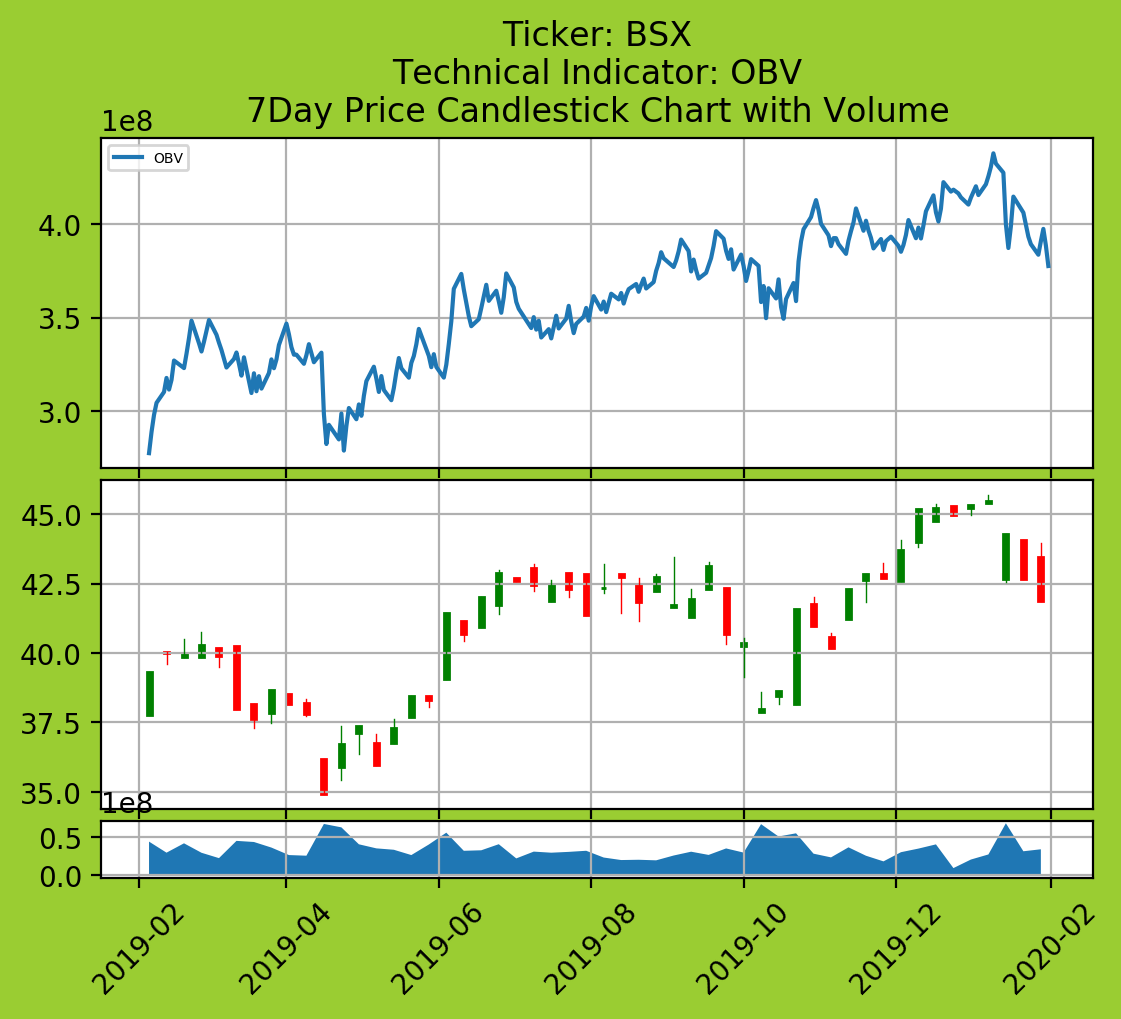 Ticker: BSX
Technical Indicator: OBV
7Day Price Candlestick Chart with Volume
1e8
OBV
4.0
3.5
3.0
45.0
42.5
40.0
37.5
35.0
1e8
0.5
0.0
2019-02
2019-04
2019-06
2019-08
2019-10
2019-12
2020-02